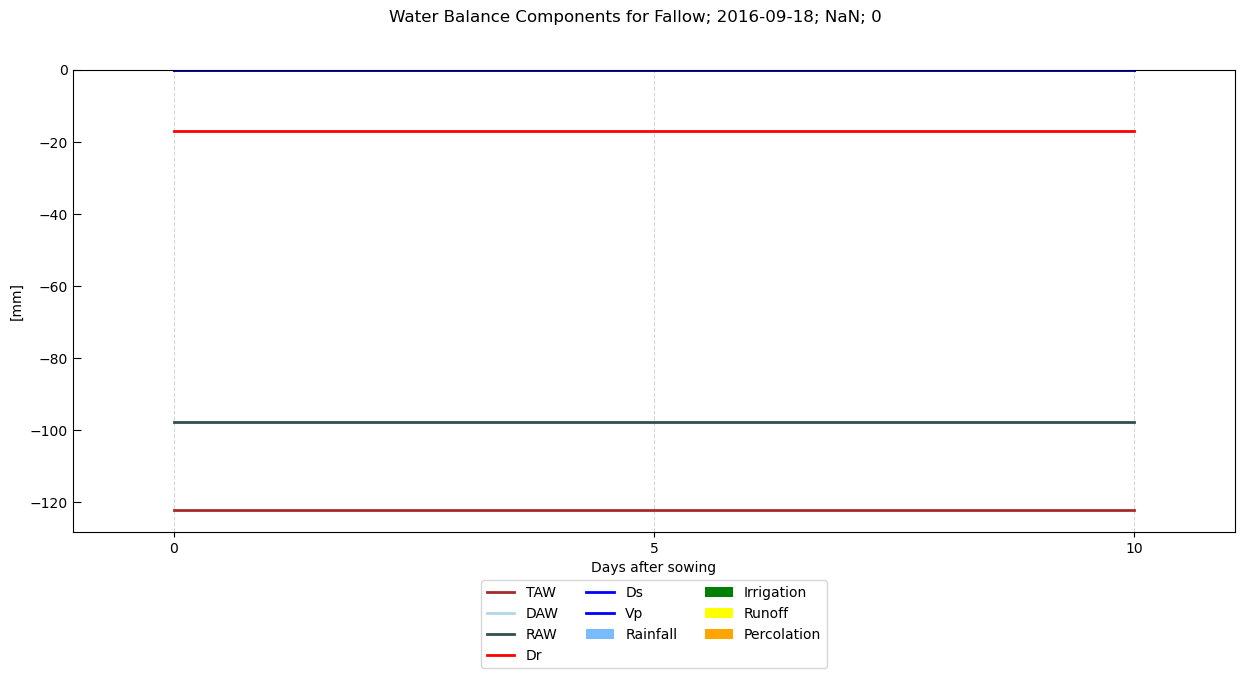 Water Balance Components for Fallow; 2016-09-18; NaN; 0
0
−20
−40
−60
−80
−100
−120
[mm]
0 5 10
Days after sowing
TAW Ds Irrigation
DAW Vp Runoff
RAW Rainfall Percolation
Dr